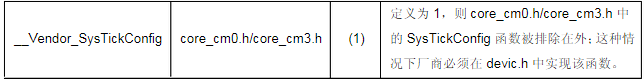 定义为 1，则 core_cm0.h/core_cm3.h 中
__Vendor_SysTickConfig core_cm0.h/core_cm3.h (1) 的 SysTickConfig 函数被排除在外；这种情
况下厂商必须在 devic.h 中实现该函数。